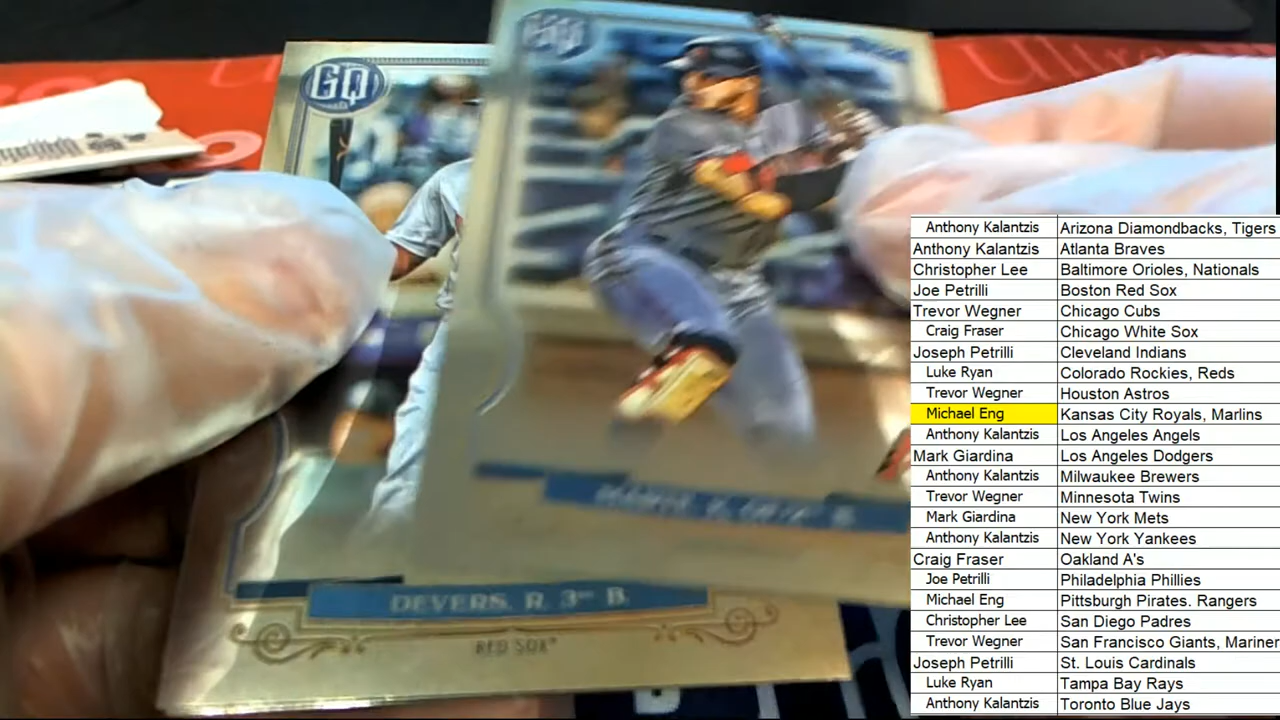 GQ
GQ
DEVERS, R. 3RD B.
RED SOX
Anthony Kalantzis Arizona Diamondbacks, Tigers
Anthony Kalantzis Atlanta Braves
Christopher Lee Baltimore Orioles, Nationals
Joe Petrilli Boston Red Sox
Trevor Wegner Chicago Cubs
Craig Fraser Chicago White Sox
Joseph Petrilli Cleveland Indians
Luke Ryan Colorado Rockies, Reds
Trevor Wegner Houston Astros
Michael Eng Kansas City Royals, Marlins
Anthony Kalantzis Los Angeles Angels
Mark Giardina Los Angeles Dodgers
Anthony Kalantzis Milwaukee Brewers
Trevor Wegner Minnesota Twins
Mark Giardina New York Mets
Anthony Kalantzis New York Yankees
Craig Fraser Oakland A's
Joe Petrilli Philadelphia Phillies
Michael Eng Pittsburgh Pirates. Rangers
Christopher Lee San Diego Padres
Trevor Wegner San Francisco Giants, Mariner
Joseph Petrilli St. Louis Cardinals
Luke Ryan Tampa Bay Rays
Anthony Kalantzis Toronto Blue Jays